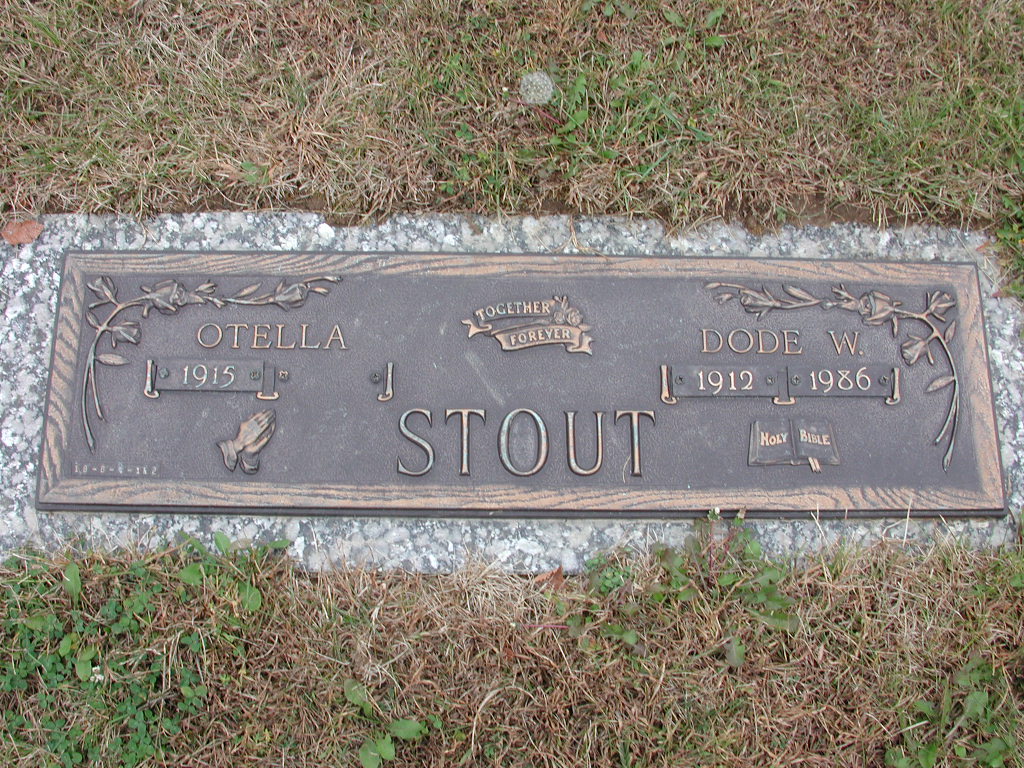 TOGETHER
FOREVER
OTELLA
1915
DODE W.
1912 1986
STOUT
HOLY BIBLE